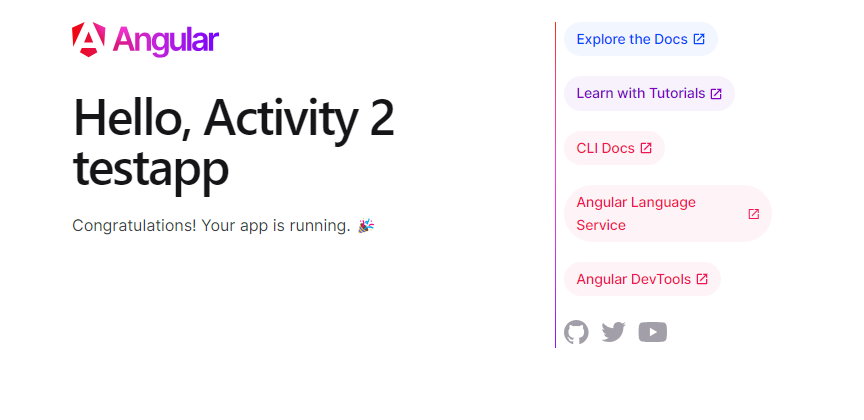 Angular
Hello, Activity 2
testapp
Congratulations! Your app is running. 🎉
Explore the Docs
Learn with Tutorials
CLI Docs
Angular Language
Service
Angular DevTools